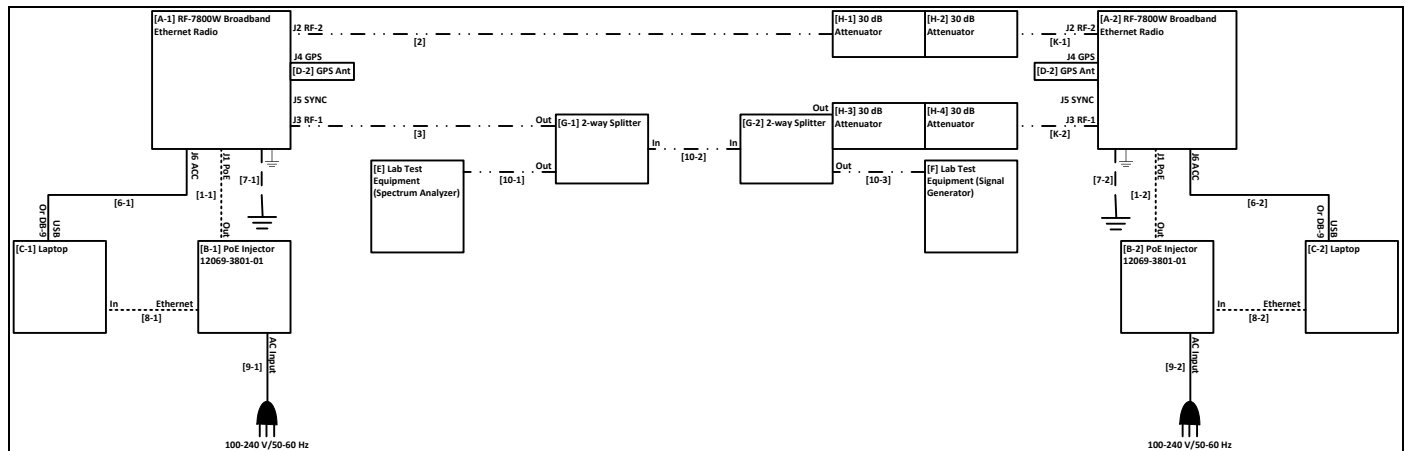 [A-1] RF-7800W Broadband
Ethernet Radio
J2 RF-2
[2]
J4 GPS
[D-2] GPS Ant
J5 SYNC
J3 RF-1
[3]
[H-1] 30 dB
Attenuator
[H-2] 30 dB
Attenuator
[K-1]
J2 RF-2
[A-2] RF-7800W Broadband
Ethernet Radio
J4 GPS
[D-2] GPS Ant
J5 SYNC
J3 RF-1
[K-2]
Out
[G-1] 2-way Splitter
In
[10-2]
In
[G-2] 2-way Splitter
Out
[H-3] 30 dB
Attenuator
[H-4] 30 dB
Attenuator
[E] Lab Test
Equipment
(Spectrum Analyzer)
[10-1]
Out
Out
[10-3]
[F] Lab Test
Equipment (Signal
Generator)
J6 ACC
J1 PoE
[7-1]
[1-1]
[6-1]
USB
Or DB-9
Out
[C-1] Laptop
[B-1] PoE Injector
12069-3801-01
In
Ethernet
[8-1]
AC Input
[9-1]
100-240 V/50-60 Hz
J1 PoE
J6 ACC
[7-2]
[1-2]
[6-2]
USB
Or DB-9
Out
[B-2] PoE Injector
12069-3801-01
[C-2] Laptop
In
Ethernet
[8-2]
AC Input
[9-2]
100-240 V/50-60 Hz